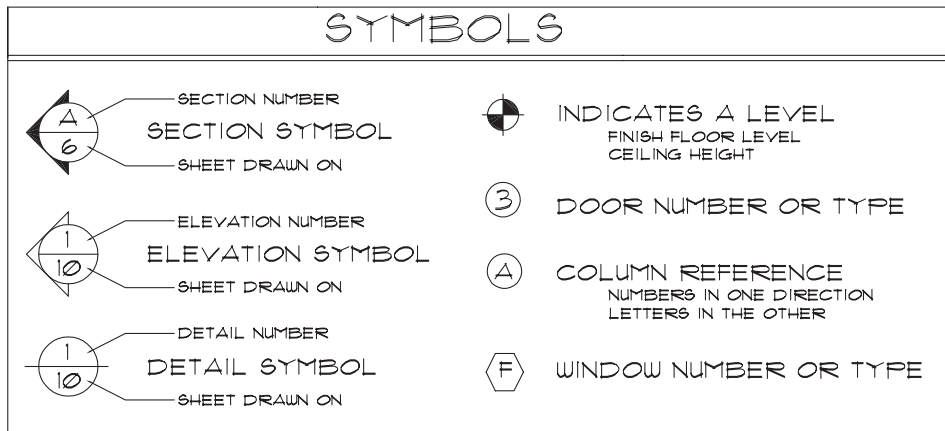 SYMBOLS
SECTION NUMBER
A
SECTION SYMBOL
6
SHEET DRAWN ON
ELEVATION NUMBER
1
ELEVATION SYMBOL
10
SHEET DRAWN ON
DETAIL NUMBER
1
DETAIL SYMBOL
10
SHEET DRAWN ON
INDICATES A LEVEL
FINISH FLOOR LEVEL
CEILING HEIGHT
3 DOOR NUMBER OR TYPE
A COLUMN REFERENCE
NUMBERS IN ONE DIRECTION
LETTERS IN THE OTHER
F WINDOW NUMBER OR TYPE